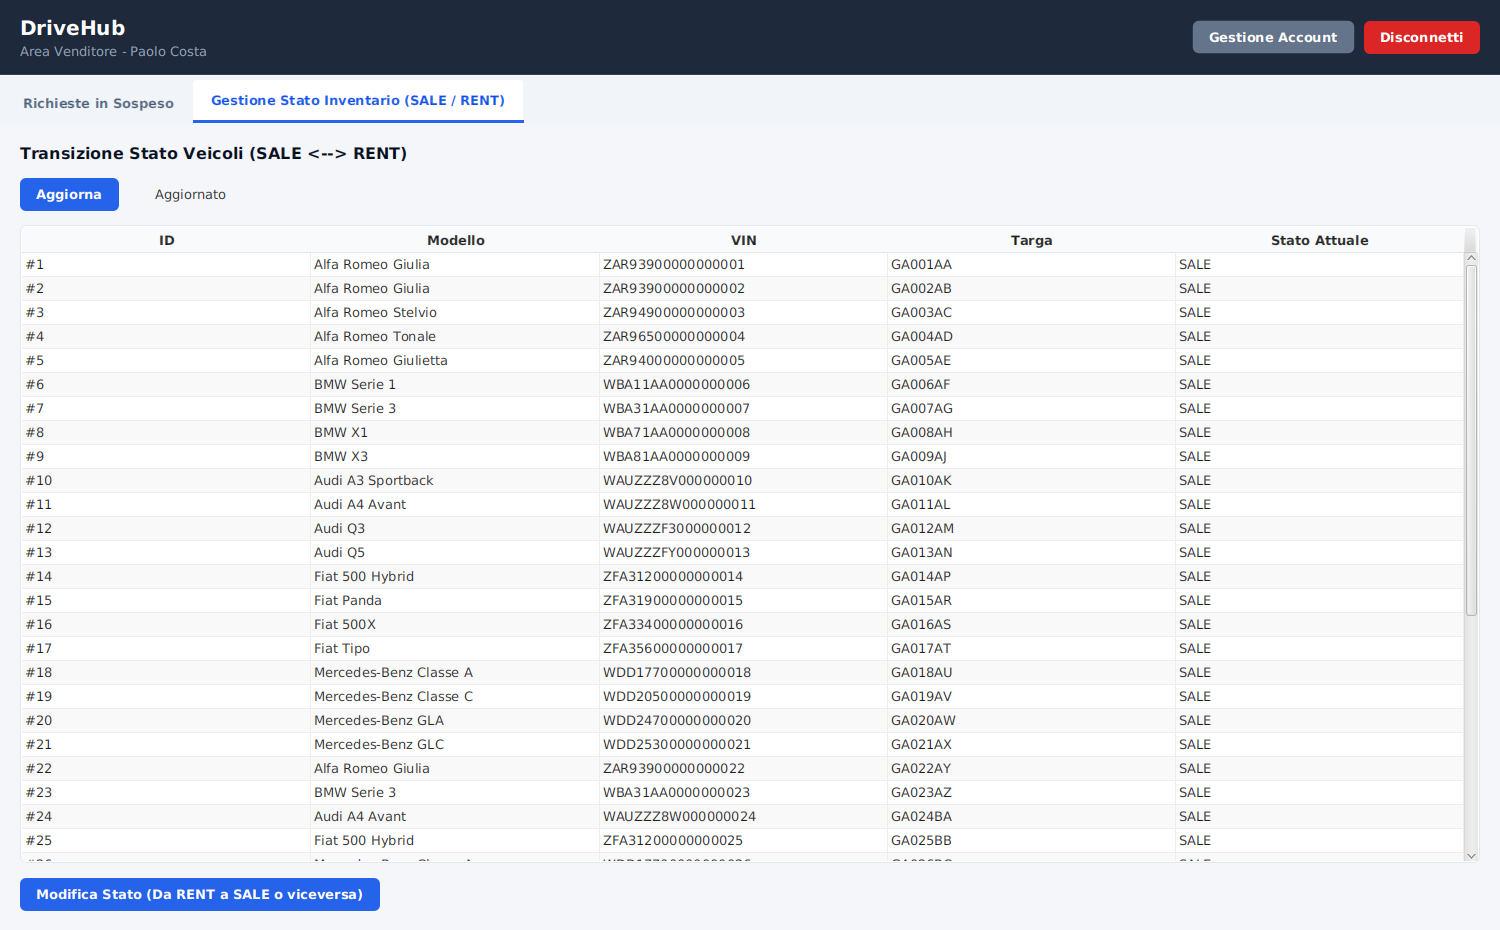 DriveHub
Area Venditore - Paolo Costa
Gestione Account
Disconnetti
Richieste in Sospeso
Gestione Stato Inventario (SALE / RENT)
Transizione Stato Veicoli (SALE <--> RENT)
Aggiorna
Aggiornato
ID Modello VIN Targa Stato Attuale
#1 Alfa Romeo Giulia ZAR93900000000001 GA001AA SALE
#2 Alfa Romeo Giulia ZAR93900000000002 GA002AB SALE
#3 Alfa Romeo Stelvio ZAR94900000000003 GA003AC SALE
#4 Alfa Romeo Tonale ZAR96500000000004 GA004AD SALE
#5 Alfa Romeo Giulietta ZAR94000000000005 GA005AE SALE
#6 BMW Serie 1 WBA11AA0000000006 GA006AF SALE
#7 BMW Serie 3 WBA31AA0000000007 GA007AG SALE
#8 BMW X1 WBA71AA0000000008 GA008AH SALE
#9 BMW X3 WBA81AA0000000009 GA009AJ SALE
#10 Audi A3 Sportback WAUZZZ8V000000010 GA010AK SALE
#11 Audi A4 Avant WAUZZZ8W000000011 GA011AL SALE
#12 Audi Q3 WAUZZZF3000000012 GA012AM SALE
#13 Audi Q5 WAUZZZFY000000013 GA013AN SALE
#14 Fiat 500 Hybrid ZFA31200000000014 GA014AP SALE
#15 Fiat Panda ZFA31900000000015 GA015AR SALE
#16 Fiat 500X ZFA33400000000016 GA016AS SALE
#17 Fiat Tipo ZFA35600000000017 GA017AT SALE
#18 Mercedes-Benz Classe A WDD17700000000018 GA018AU SALE
#19 Mercedes-Benz Classe C WDD20500000000019 GA019AV SALE
#20 Mercedes-Benz GLA WDD24700000000020 GA020AW SALE
#21 Mercedes-Benz GLC WDD25300000000021 GA021AX SALE
#22 Alfa Romeo Giulia ZAR93900000000022 GA022AY SALE
#23 BMW Serie 3 WBA31AA0000000023 GA023AZ SALE
#24 Audi A4 Avant WAUZZZ8W000000024 GA024BA SALE
#25 Fiat 500 Hybrid ZFA31200000000025 GA025BB SALE
Modifica Stato (Da RENT a SALE o viceversa)